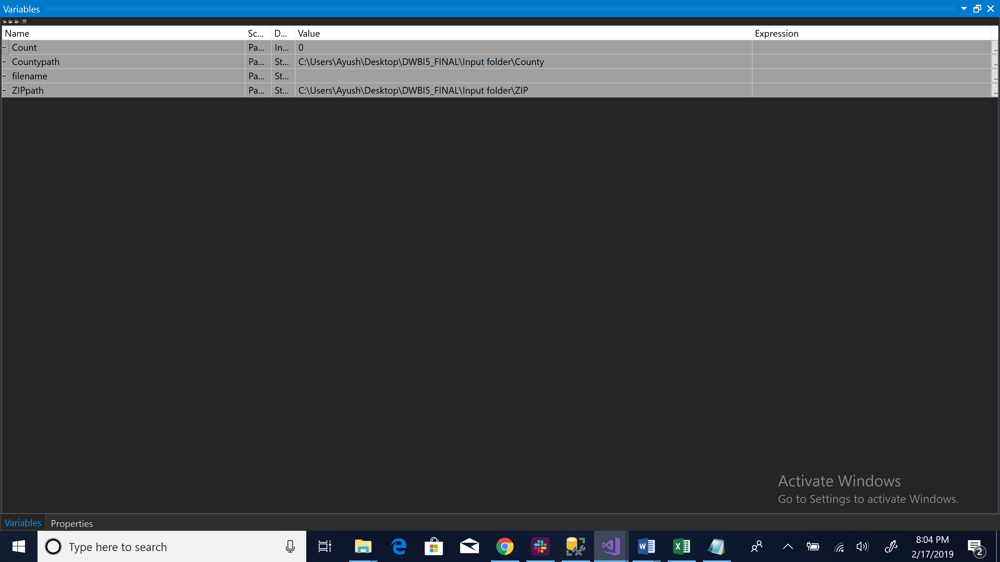 Variables
Name Sc... D... Value Expression
Count Pa... In... 0 ..
Countypath Pa... St... C:\Users\Ayush\Desktop\DWBI5_FINAL\Input folder\County ..
filename Pa... St... ..
ZIPpath Pa... St... C:\Users\Ayush\Desktop\DWBI5_FINAL\Input folder\ZIP ..
Activate Windows
Go to Settings to activate Windows.
Variables Properties
Type here to search
8:04 PM
2/17/2019
2